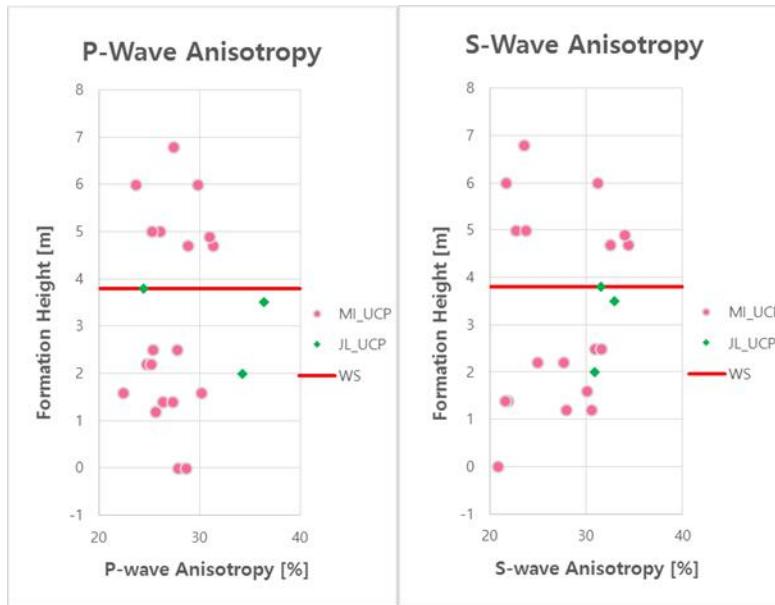 P-Wave Anisotropy
8
7
6
5
4
3
2
1
0
-1
Formation Height [m]
20 30 40
P-wave Anisotropy [%]
MI_UCP
JL_UCP
WS
S-Wave Anisotropy
8
7
6
5
4
3
2
1
0
-1
Formation Height [m]
20 30 40
S-wave Anisotropy [%]
MI_UCP
JL_UCP
WS